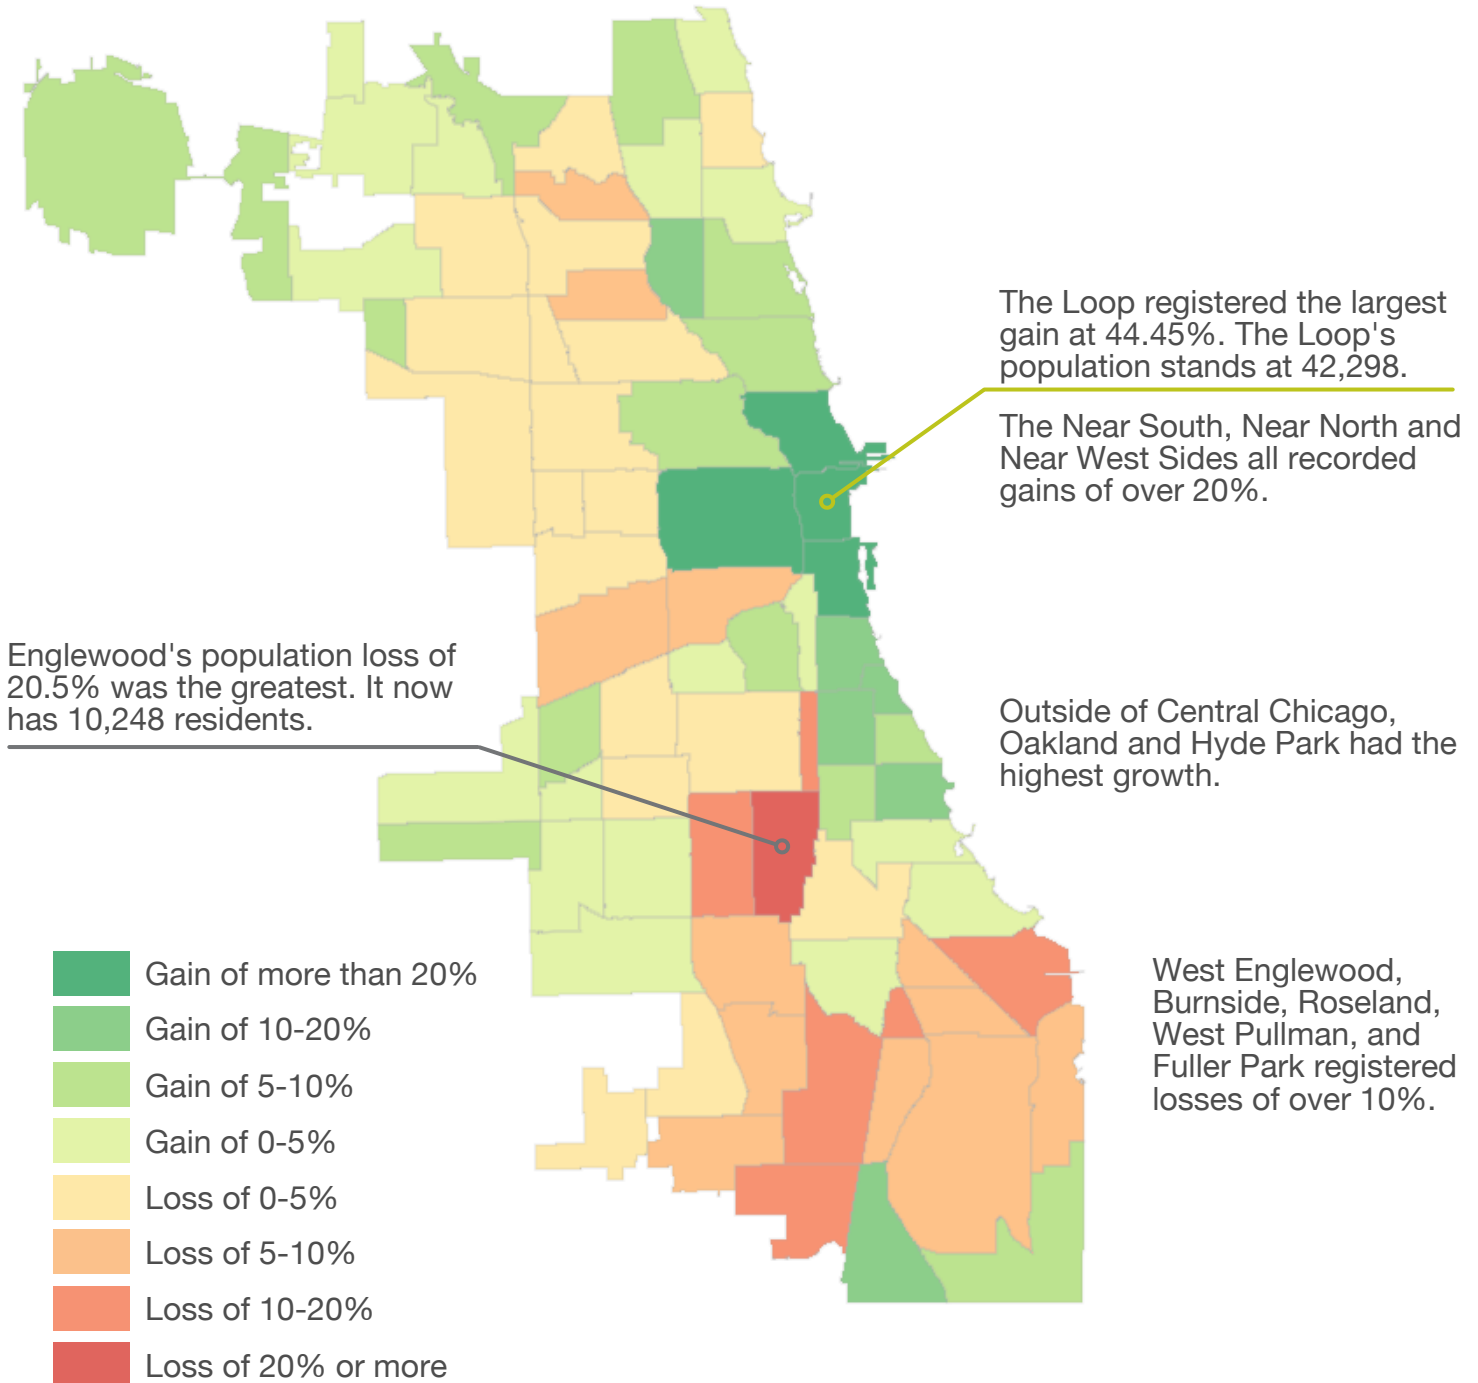 The Loop registered the largest
gain at 44.45%. The Loop's
population stands at 42,298.
The Near South, Near North and
Near West Sides all recorded
gains of over 20%.
Englewood's population loss of
20.5% was the greatest. It now
has 10,248 residents.
Outside of Central Chicago,
Oakland and Hyde Park had the
highest growth.
West Englewood,
Burnside, Roseland,
West Pullman, and
Fuller Park registered
losses of over 10%.
Gain of more than 20%
Gain of 10-20%
Gain of 5-10%
Gain of 0-5%
Loss of 0-5%
Loss of 5-10%
Loss of 10-20%
Loss of 20% or more